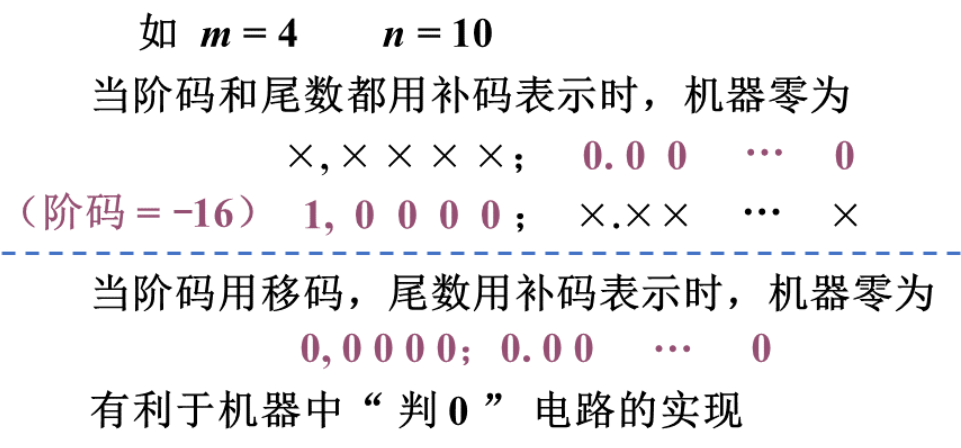 如 m = 4 n = 10
当阶码和尾数都用补码表示时，机器零为
×,× × × ×； 0.0 0 … 0
（阶码 = -16） 1, 0 0 0 0； ×.×× … ×
当阶码用移码，尾数用补码表示时，机器零为
0,0 0 0 0；0.0 0 … 0
有利于机器中“ 判 0 ” 电路的实现